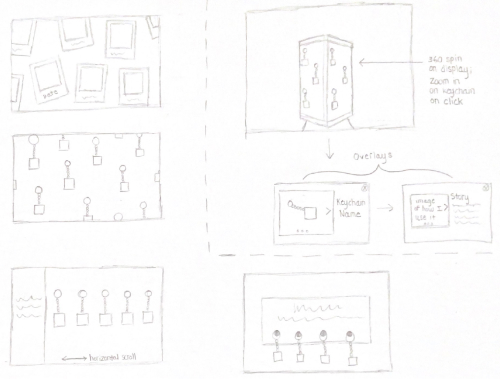 360 spin
on display;
zoom in
on keychain
on click
Overlays
Keychain
Name
image
of how I
use it
Story
horizontal scroll